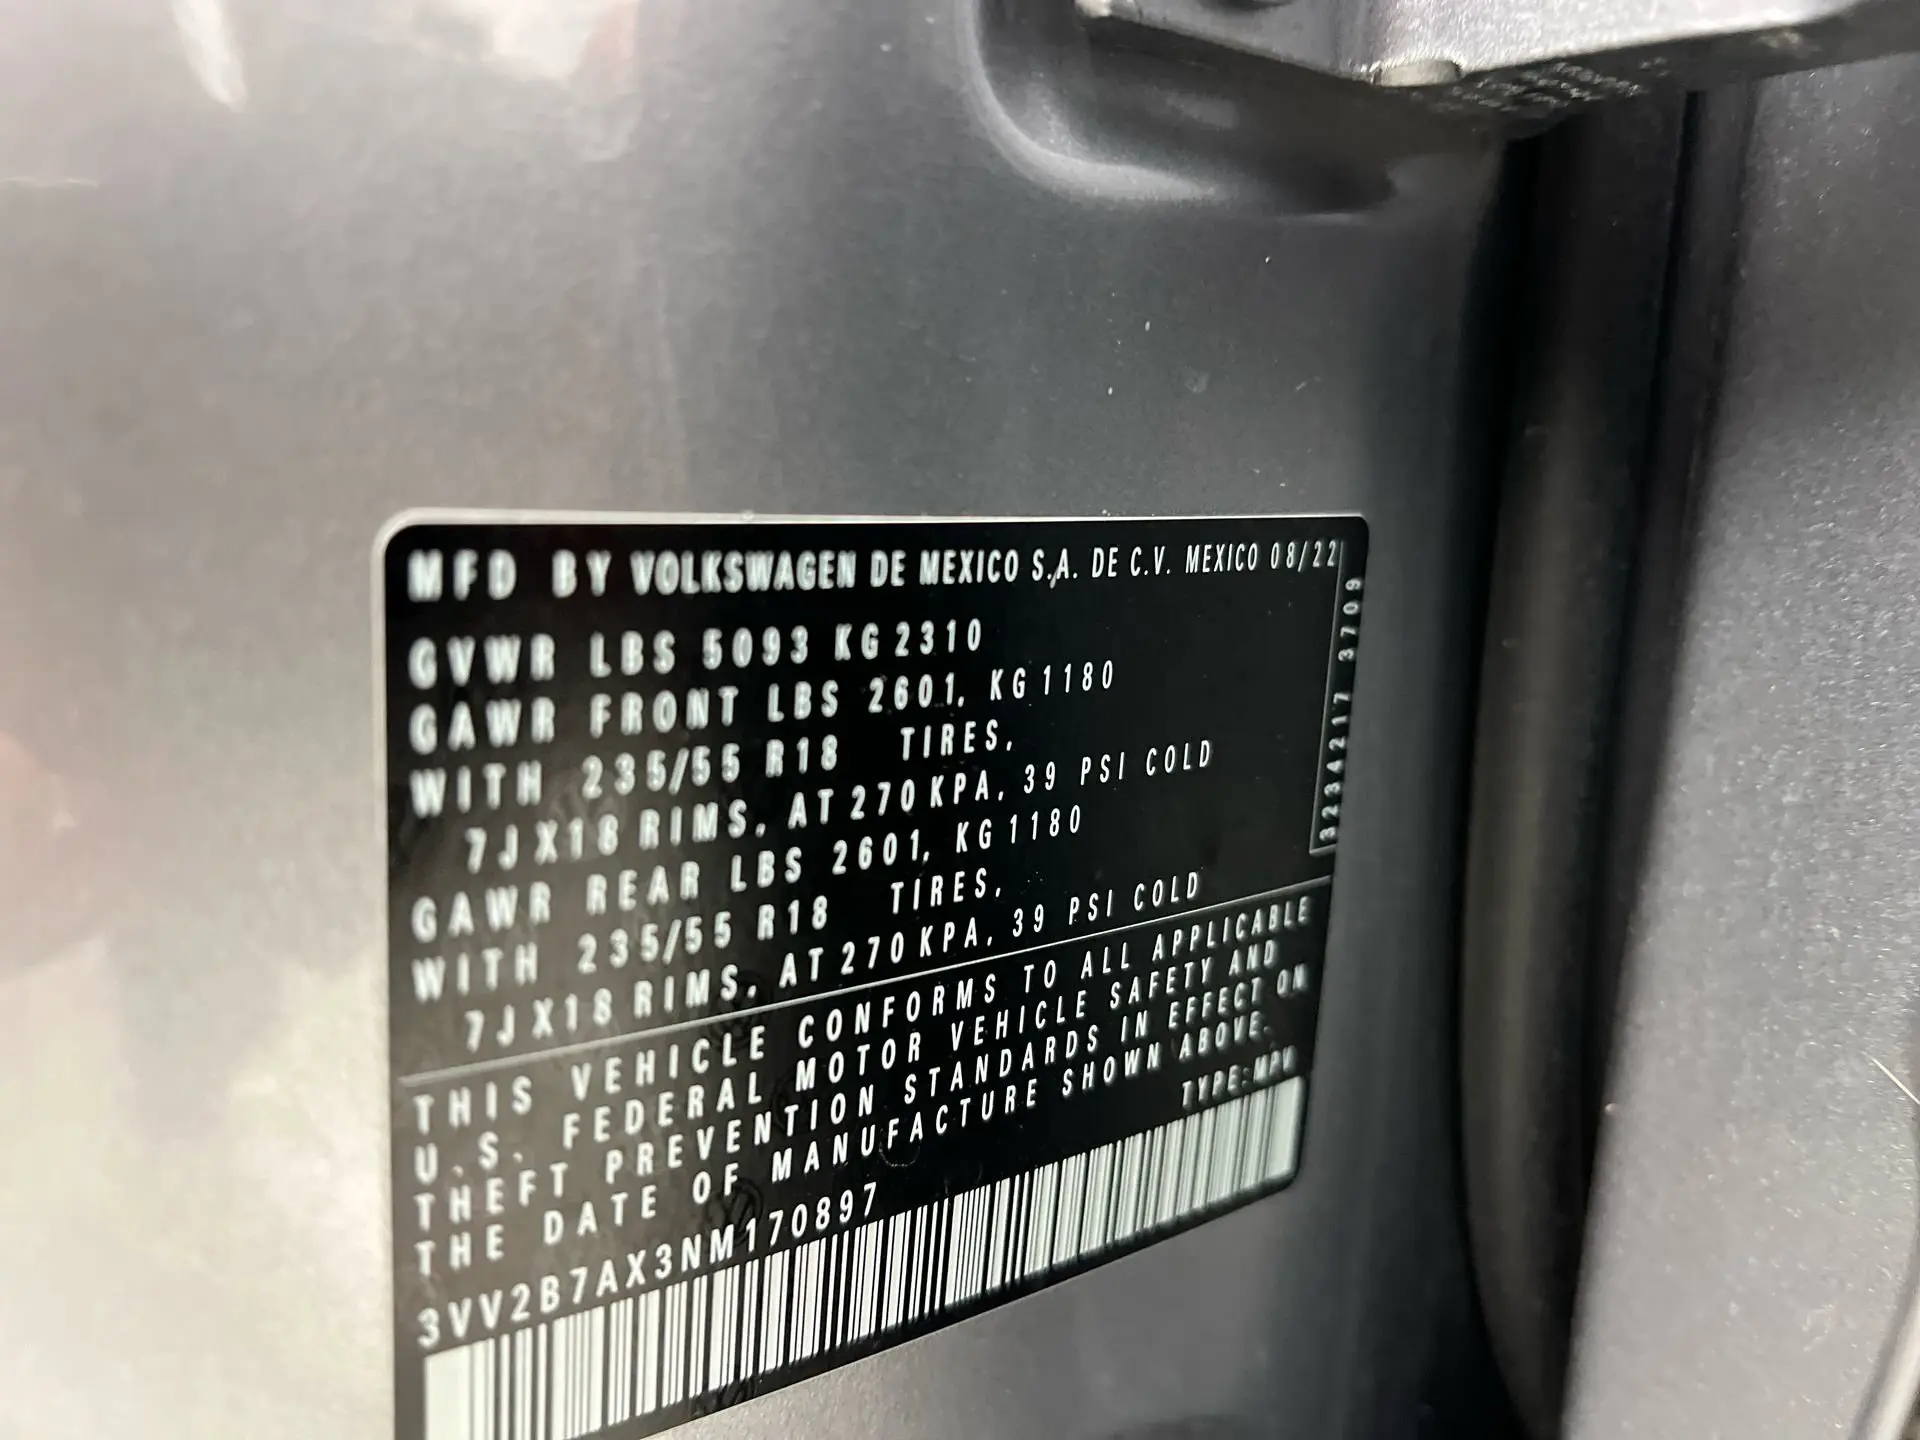 MFD BY VOLKSWAGEN DE MEXICO S.A. DE C.V. MEXICO 08/22
GVWR LBS 5093 KG 2310
GAWR FRONT LBS 2601, KG 1180
WITH 235/55 R18 TIRES,
7JX18 RIMS, AT 270 KPA, 39 PSI COLD
GAWR REAR LBS 2601, KG 1180
WITH 235/55 R18 TIRES,
7JX18 RIMS, AT 270 KPA, 39 PSI COLD
3234217 3709
THIS VEHICLE CONFORMS TO ALL APPLICABLE
U.S. FEDERAL MOTOR VEHICLE SAFETY AND
THEFT PREVENTION STANDARDS IN EFFECT ON
THE DATE OF MANUFACTURE SHOWN ABOVE.
3VV2B7AX3NM170897 TYPE:MPV